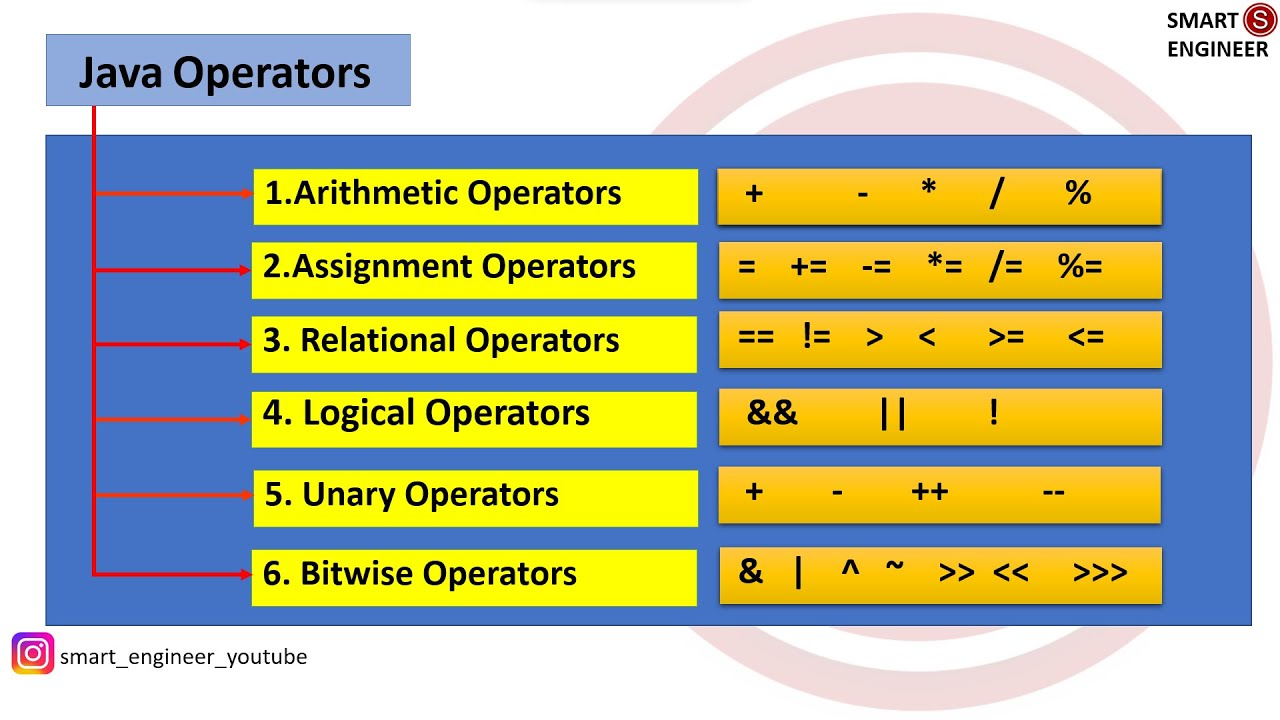 SMART S
ENGINEER
Java Operators
1.Arithmetic Operators + - * / %
2.Assignment Operators = += -= *= /= %=
3. Relational Operators == != > < >= <=
4. Logical Operators && || !
5. Unary Operators + - ++ --
6. Bitwise Operators & | ^ ~ >> << >>>
smart_engineer_youtube